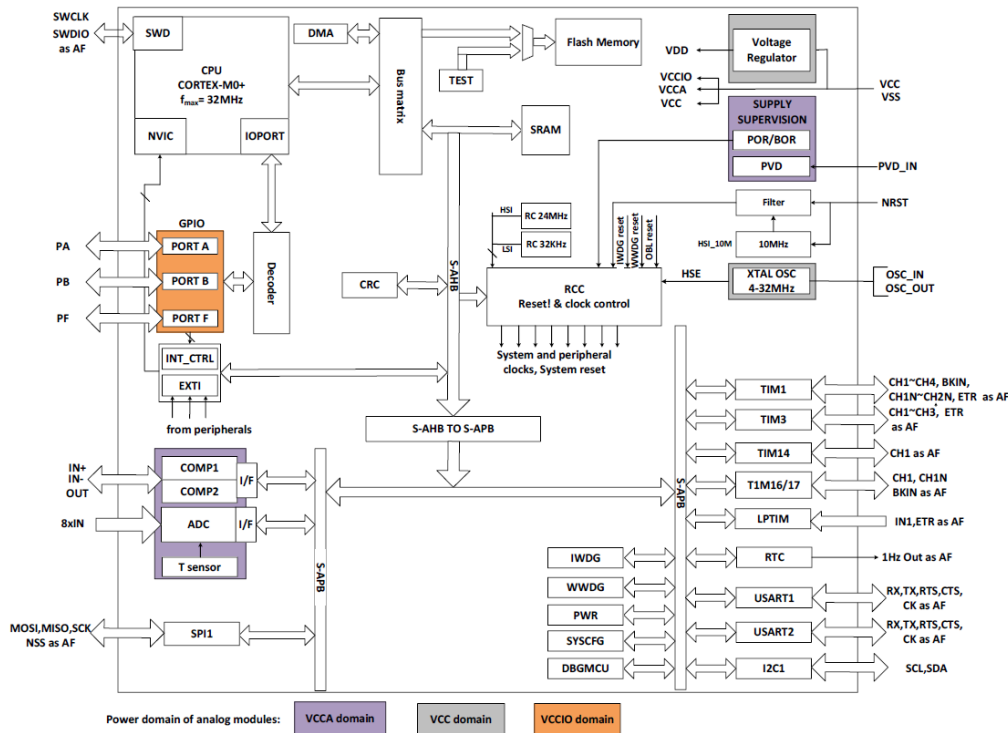 SWCLK
SWDIO
as AF
SWD
CPU
CORTEX-M0+
fmax= 32MHz
NVIC
IOPORT
DMA
Bus matrix
TEST
Flash Memory
SRAM
VDD
Voltage
Regulator
VCCIO
VCCA
VCC
VCC
VSS
SUPPLY
SUPERVISION
POR/BOR
PVD
PVD_IN
Filter
NRST
HSI_10M
10MHz
HSE
XTAL OSC
4-32MHz
OSC_IN
OSC_OUT
GPIO
PA
PORT A
PB
PORT B
PF
PORT F
Decoder
INT_CTRL
EXTI
from peripherals
CRC
S-AHB
HSI
RC 24MHz
LSI
RC 32KHz
IWDG reset
WWDG reset
OBL reset
RCC
Reset! & clock control
System and peripheral
clocks, System reset
S-AHB TO S-APB
IN+
IN-
OUT
COMP1
COMP2
I/F
8xIN
ADC
I/F
T sensor
S-APB
MOSI,MISO,SCK
NSS as AF
SPI1
S-APB
IWDG
WWDG
PWR
SYSCFG
DBGMCU
TIM1
CH1~CH4, BKIN,
CH1N~CH2N, ETR as AF
TIM3
CH1~CH3, ETR
as AF
TIM14
CH1 as AF
T1M16/17
CH1, CH1N
BKIN as AF
LPTIM
IN1,ETR as AF
RTC
1Hz Out as AF
USART1
RX,TX,RTS,CTS,
CK as AF
USART2
RX,TX,RTS,CTS,
CK as AF
I2C1
SCL,SDA
Power domain of analog modules:
VCCA domain
VCC domain
VCCIO domain